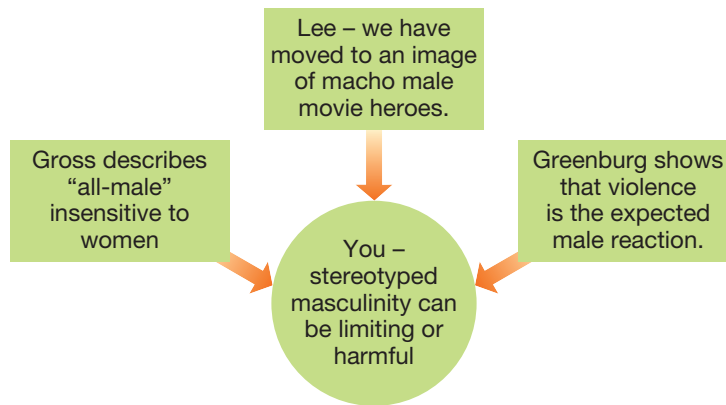 Lee – we have
moved to an image
of macho male
movie heroes.
Gross describes
“all-male”
insensitive to
women
Greenburg shows
that violence
is the expected
male reaction.
You –
stereotyped
masculinity can
be limiting or
harmful